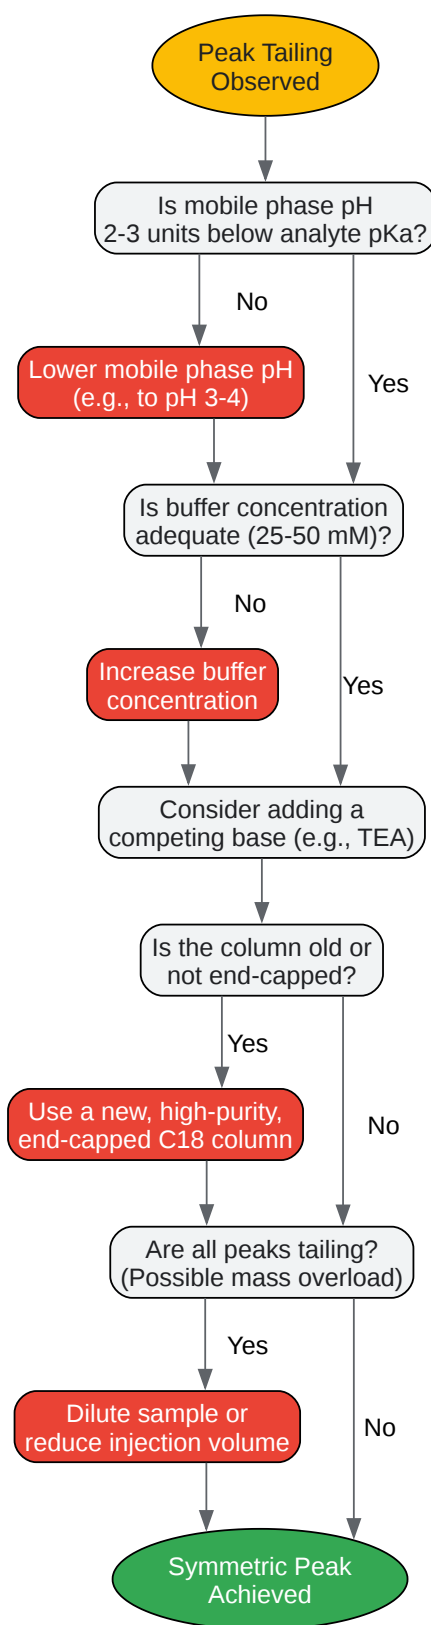 Peak Tailing
Observed
Is mobile phase pH
2-3 units below analyte pKa?
No
Lower mobile phase pH
(e.g., to pH 3-4)
Yes
Is buffer concentration
adequate (25-50 mM)?
No
Increase buffer
concentration
Yes
Consider adding a
competing base (e.g., TEA)
Is the column old or
not end-capped?
Yes
Use a new, high-purity,
end-capped C18 column
No
Are all peaks tailing?
(Possible mass overload)
Yes
Dilute sample or
reduce injection volume
No
Symmetric Peak
Achieved